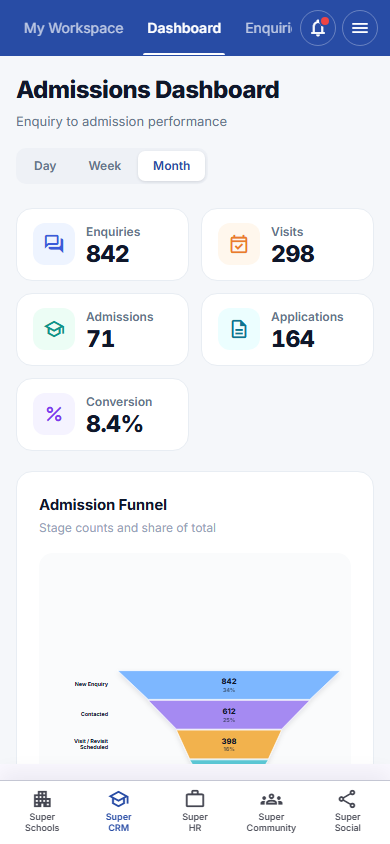 My Workspace
Dashboard
Enquiri
Admissions Dashboard
Enquiry to admission performance
Day
Week
Month
Enquiries
842
Visits
298
Admissions
71
Applications
164
Conversion
8.4%
Admission Funnel
Stage counts and share of total
New Enquiry
842
34%
Contacted
612
25%
Visit / Revisit
Scheduled
398
16%
Super
Schools
Super
CRM
Super
HR
Super
Community
Super
Social